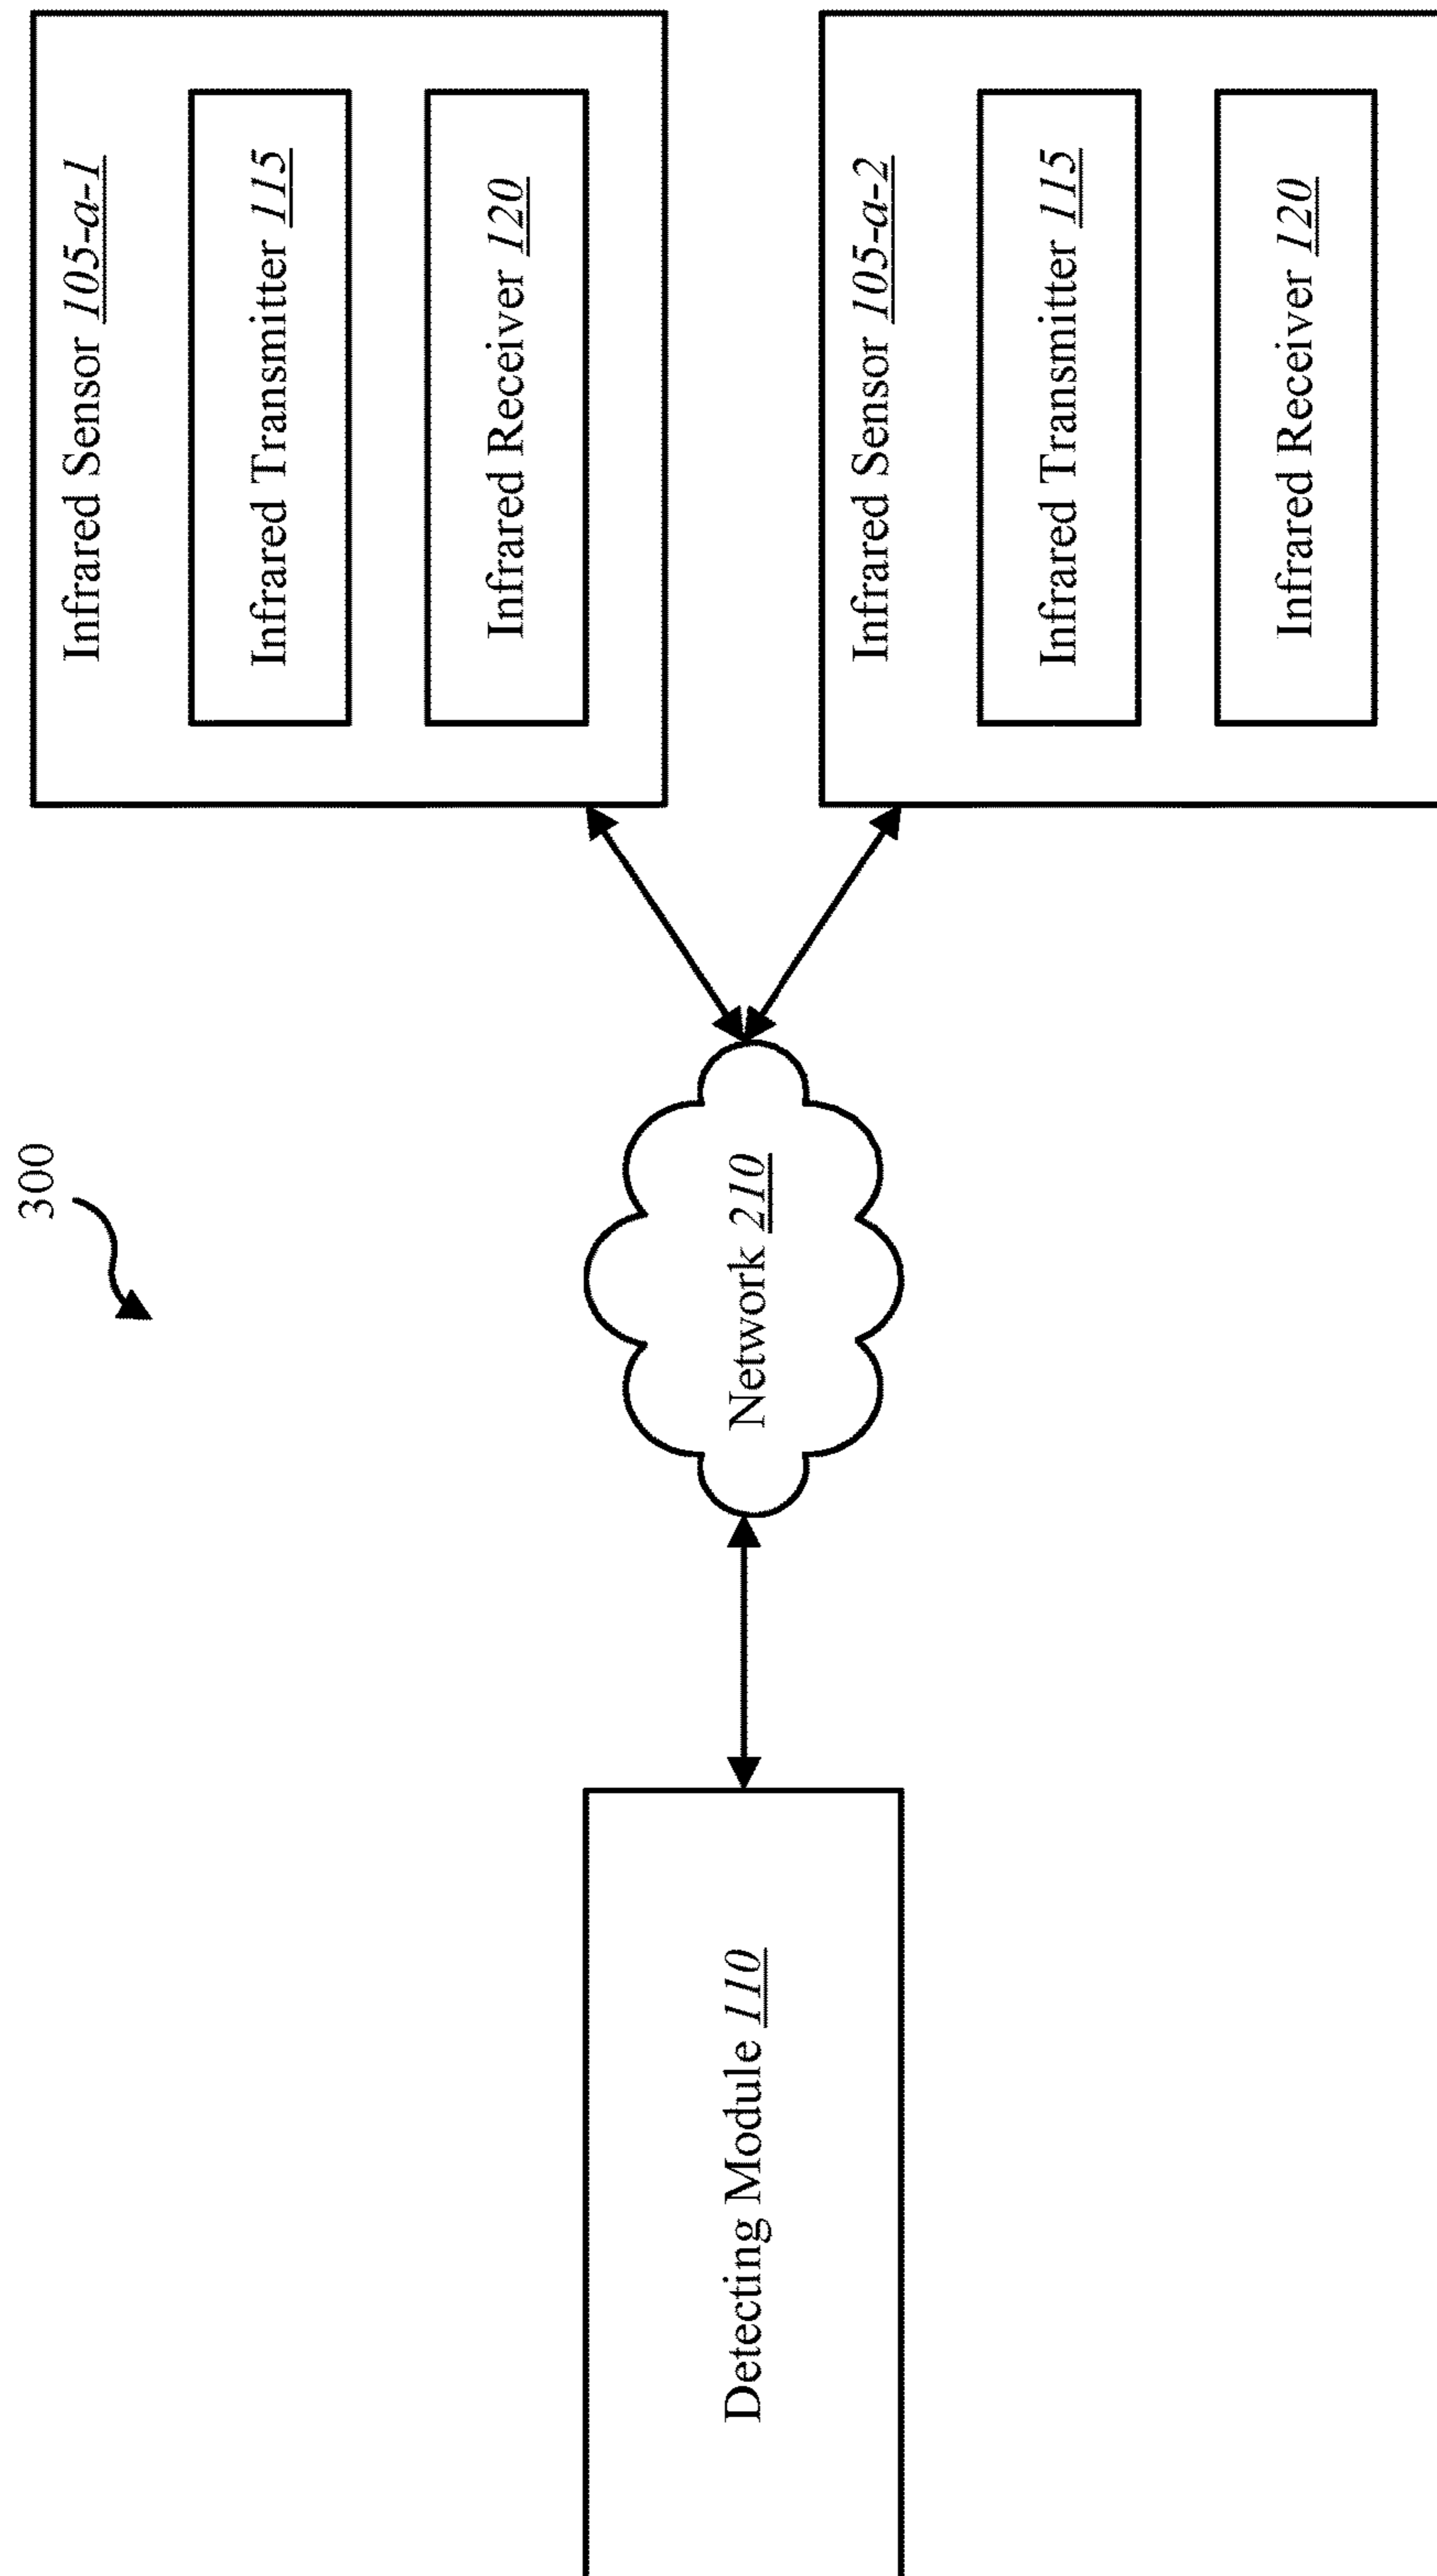 300
Detecting Module 110
Network 210
Infrared Sensor 105-a-1
Infrared Transmitter 115
Infrared Receiver 120
Infrared Sensor 105-a-2
Infrared Transmitter 115
Infrared Receiver 120